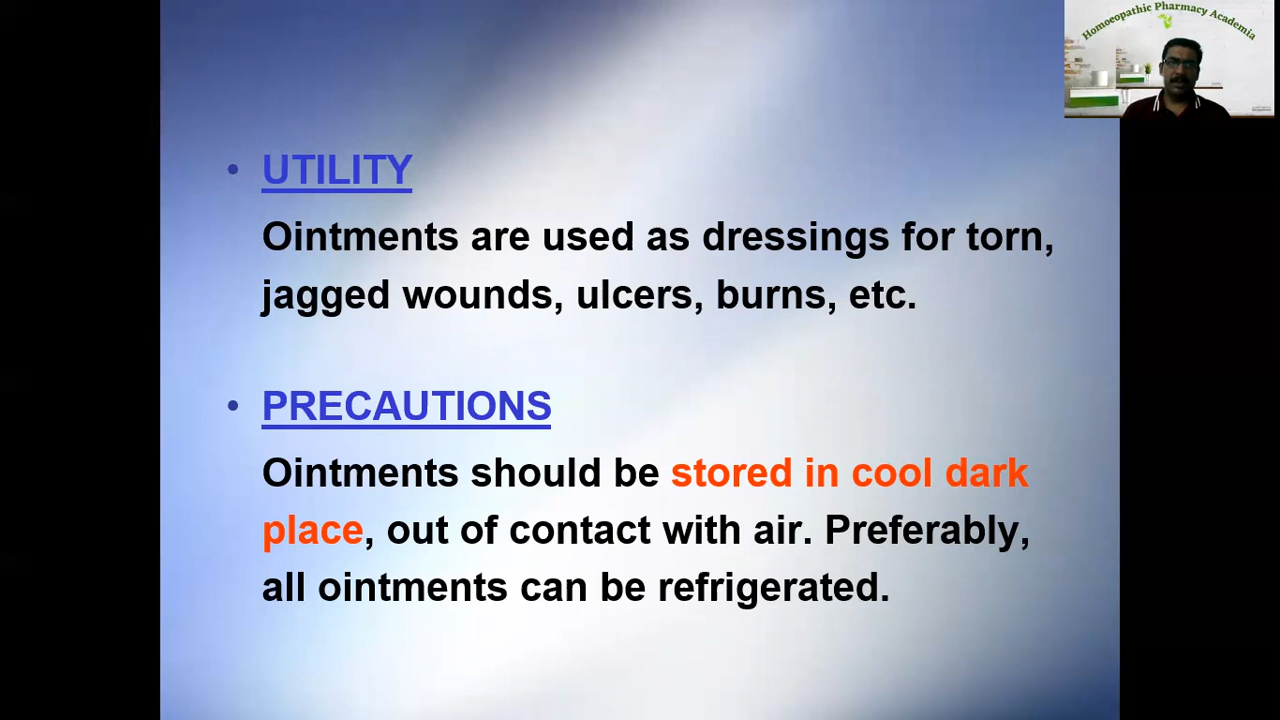 Homoeopathic Pharmacy Academia
• UTILITY
Ointments are used as dressings for torn,
jagged wounds, ulcers, burns, etc.
• PRECAUTIONS
Ointments should be stored in cool dark
place, out of contact with air. Preferably,
all ointments can be refrigerated.